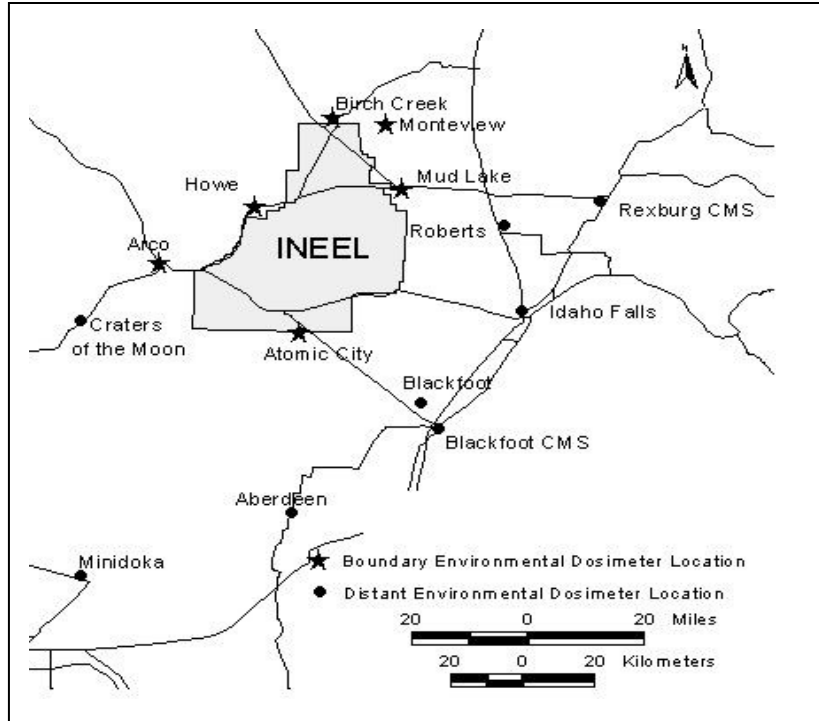 N
Birch Creek
Monteview
Howe
Mud Lake
Rexburg CMS
Arco
Roberts
INEEL
Craters
of the Moon
Idaho Falls
Atomic City
Blackfoot
Blackfoot CMS
Aberdeen
Minidoka
Boundary Environmental Dosimeter Location
Distant Environmental Dosimeter Location
20 0 20 Miles
20 0 20 Kilometers